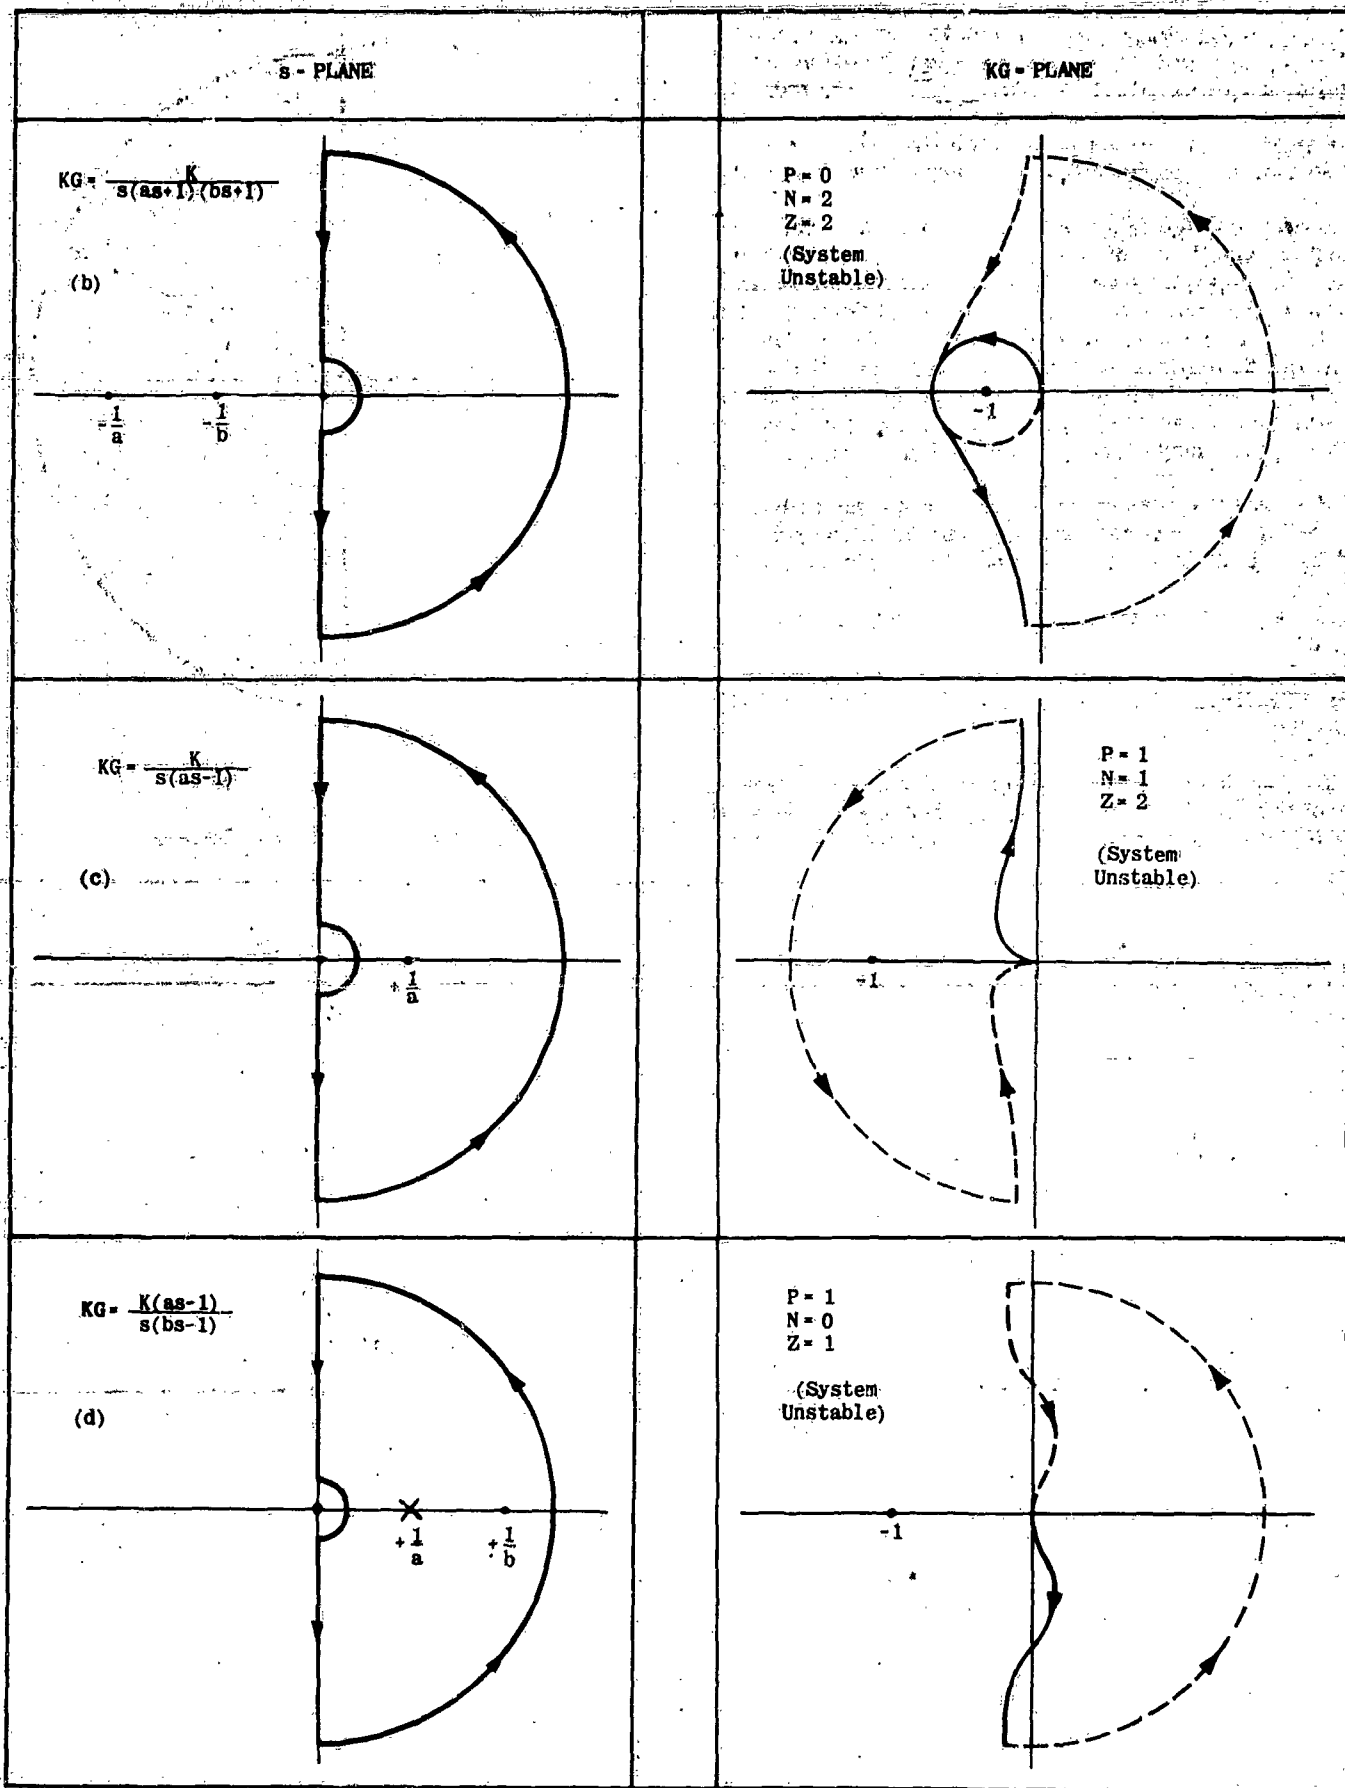 s - PLANE
KG - PLANE
KG = K
s(as+1)(bs+1)
(b)
-1/a
-1/b
P = 0
N = 2
Z = 2
(System
Unstable)
-1
KG = K
s(as-1)
(c)
+1/a
P = 1
N = 1
Z = 2
(System
Unstable)
-1
KG = K(as-1)
s(bs-1)
(d)
+1/a
+1/b
P = 1
N = 0
Z = 1
(System
Unstable)
-1